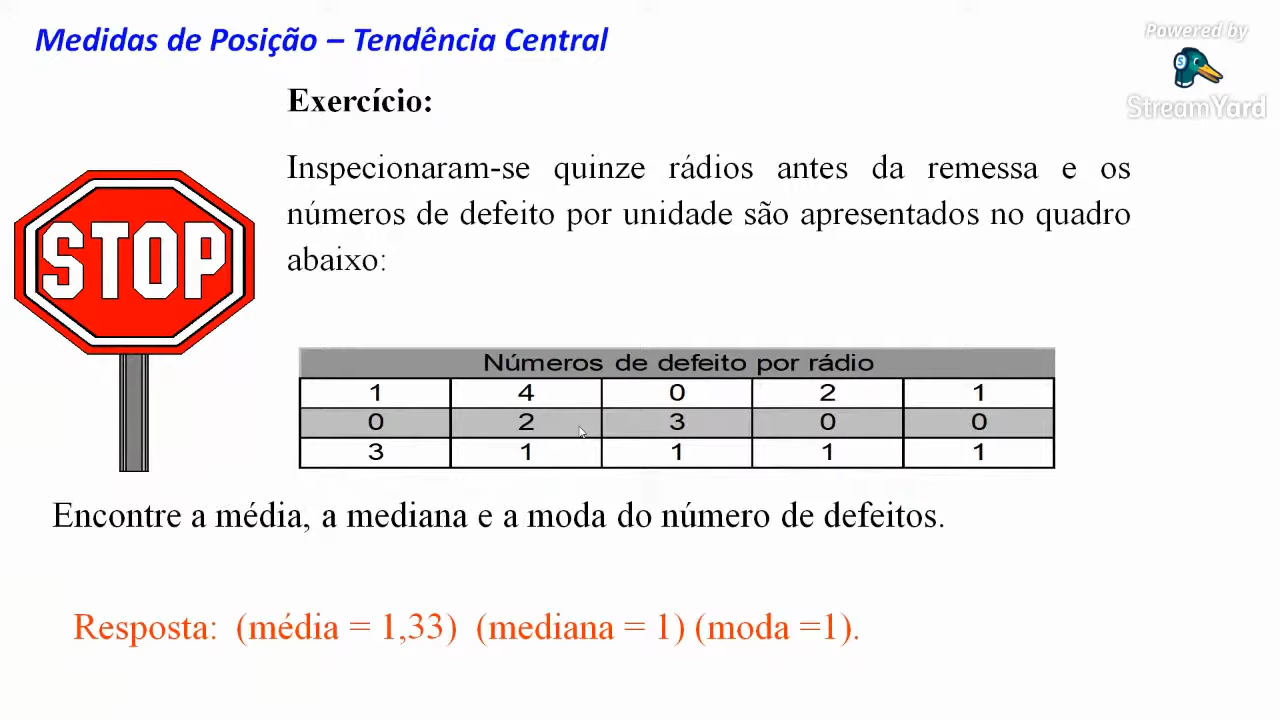 Medidas de Posição – Tendência Central
Powered by
StreamYard
Exercício:
Inspecionaram-se quinze rádios antes da remessa e os
números de defeito por unidade são apresentados no quadro
abaixo:
STOP
Números de defeito por rádio
1 4 0 2 1
0 2 3 0 0
3 1 1 1 1
Encontre a média, a mediana e a moda do número de defeitos.
Resposta: (média = 1,33) (mediana = 1) (moda =1).